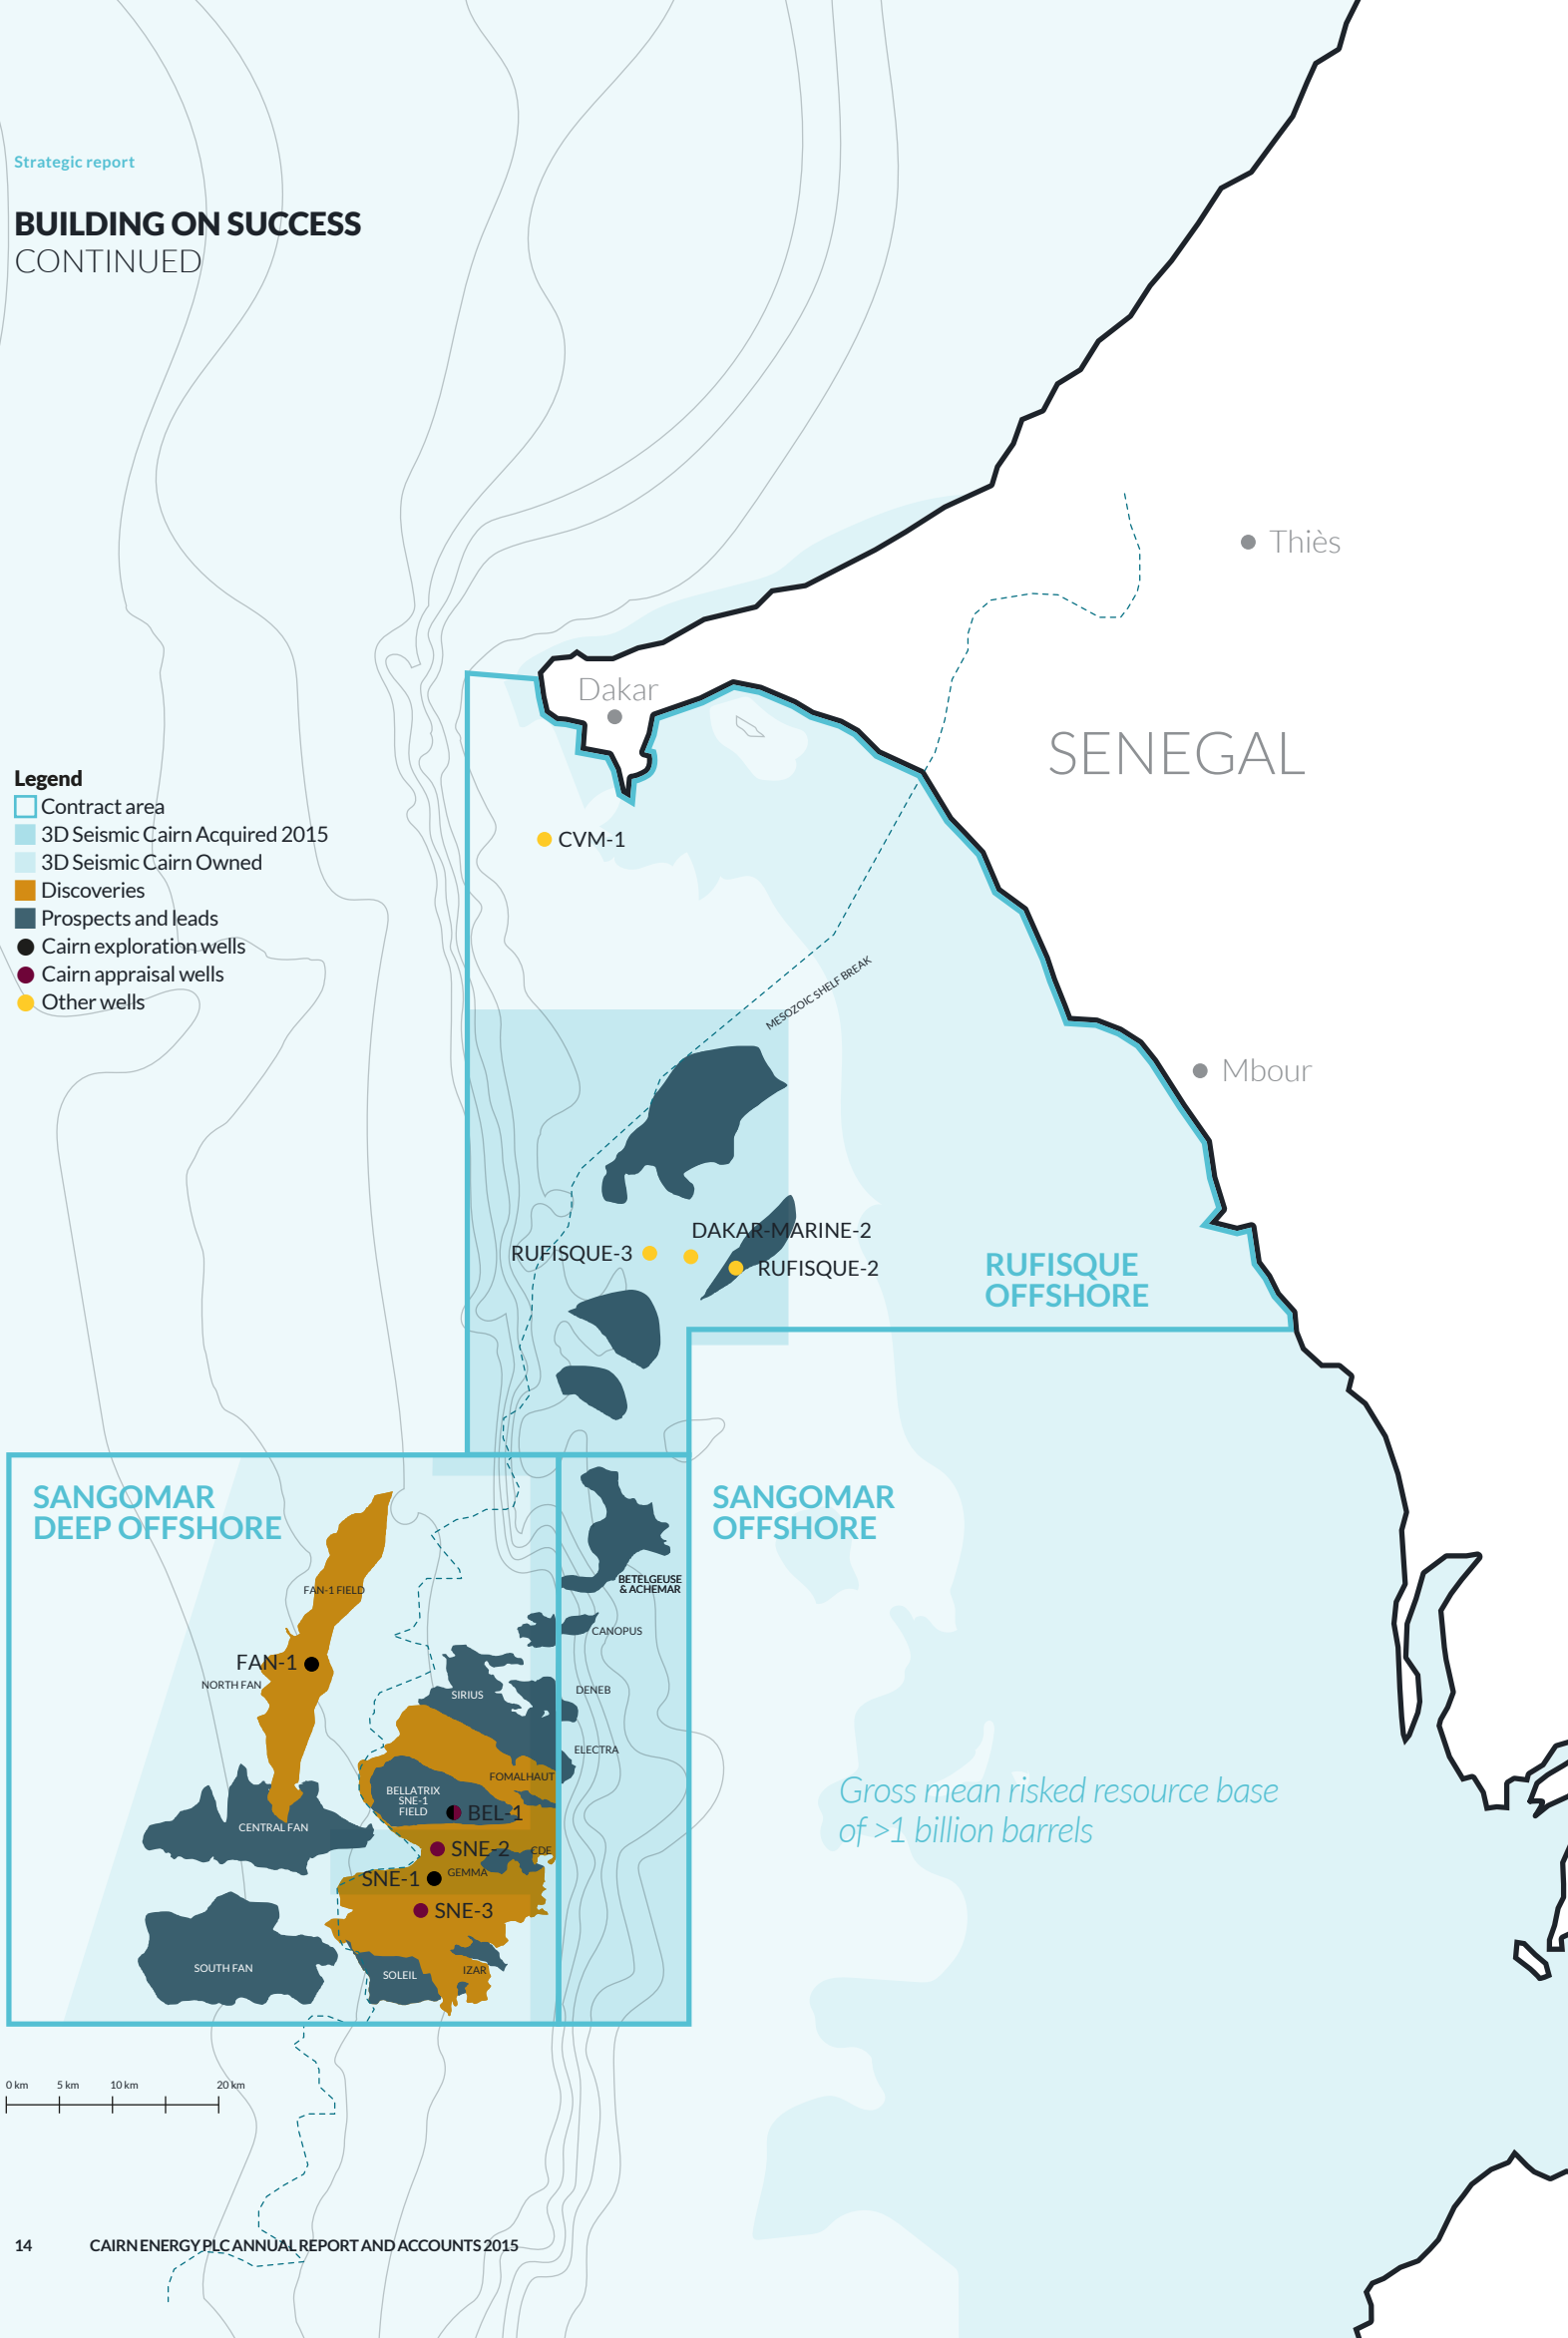 Strategic report
BUILDING ON SUCCESS
CONTINUED
Thiès
Dakar
SENEGAL
Legend
Contract area
3D Seismic Cairn Acquired 2015
3D Seismic Cairn Owned
Discoveries
Prospects and leads
Cairn exploration wells
Cairn appraisal wells
Other wells
CVM-1
MESOZOIC SHELF BREAK
Mbour
DAKAR-MARINE-2
RUFISQUE-3
RUFISQUE-2
RUFISQUE
OFFSHORE
SANGOMAR
DEEP OFFSHORE
SANGOMAR
OFFSHORE
FAN-1 FIELD
BETELGEUSE
& ACHEMAR
CANOPUS
FAN-1
NORTH FAN
SIRIUS
DENEB
ELECTRA
FOMALHAUT
BELLATRIX
SNE-1
FIELD
BEL-1
CENTRAL FAN
SNE-2
CDE
GEMMA
SNE-1
SNE-3
SOUTH FAN
SOLEIL
IZAR
Gross mean risked resource base
of >1 billion barrels
0 km 5 km 10 km 20 km
14 CAIRN ENERGY PLC ANNUAL REPORT AND ACCOUNTS 2015